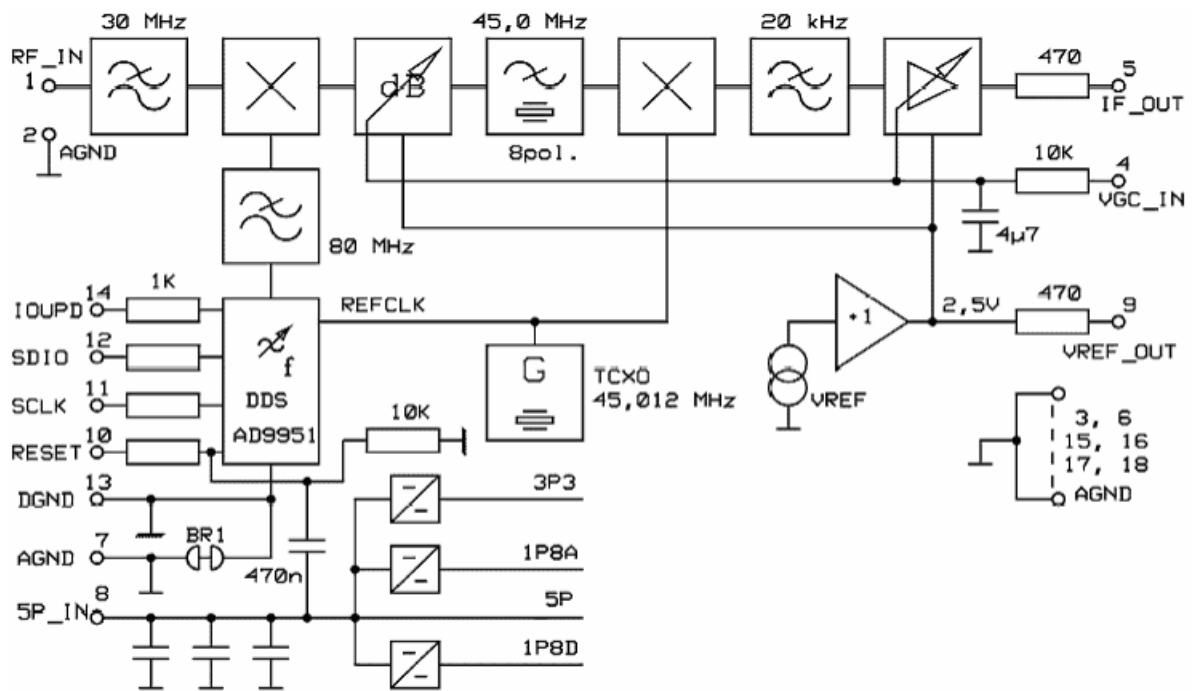 30 MHz
45,0 MHz
20 kHz
RF_IN
1
dB
470
5
IF_OUT
2
AGND
8pol.
10K
4
VGC_IN
4µ7
80 MHz
1K
14
IOUPD
REFCLK
+1
2,5V
470
9
VREF_OUT
12
SDIO
f
G
TCXO
45,012 MHz
VREF
11
SCLK
DDS
AD9951
10K
3, 6
15, 16
17, 18
AGND
10
RESET
13
DGND
3P3
7
AGND
BR1
470n
1P8A
8
5P_IN
5P
1P8D